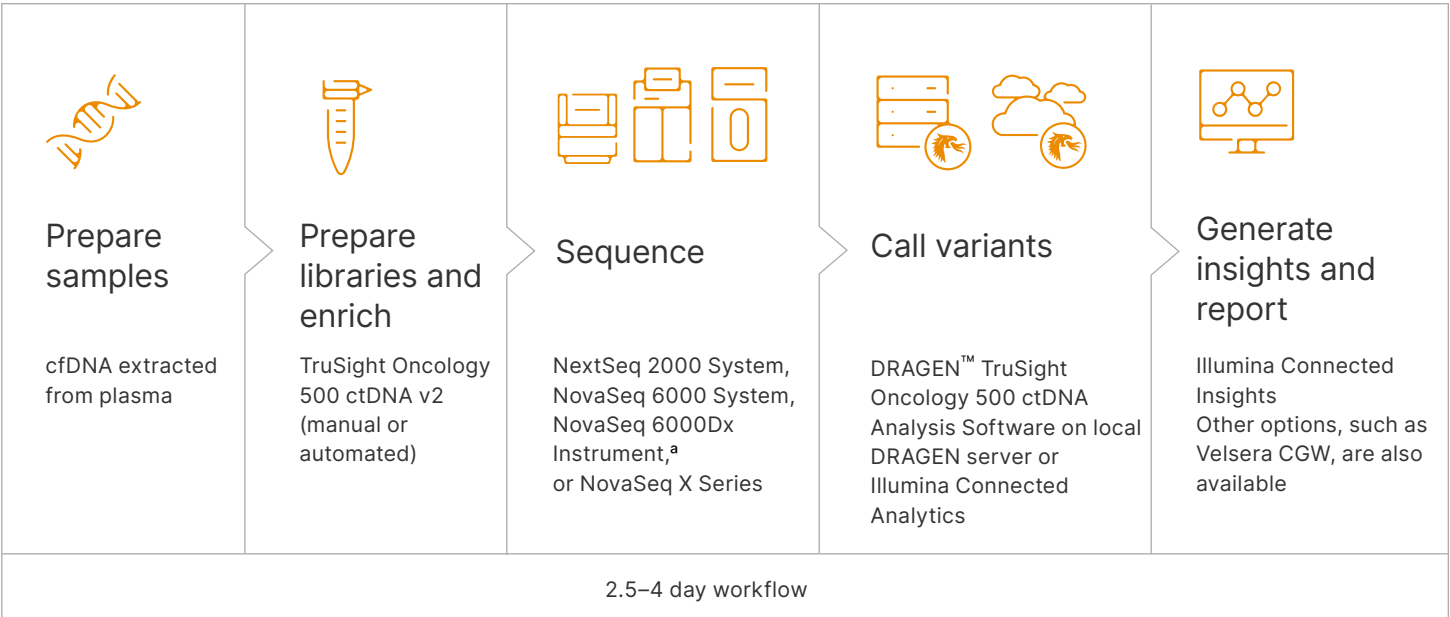 Prepare
samples
cfDNA extracted
from plasma
Prepare
libraries and
enrich
TruSight Oncology
500 ctDNA v2
(manual or
automated)
Sequence
NextSeq 2000 System,
NovaSeq 6000 System,
NovaSeq 6000Dx
Instrument,ᵃ
or NovaSeq X Series
Call variants
DRAGEN™ TruSight
Oncology 500 ctDNA
Analysis Software on local
DRAGEN server or
Illumina Connected
Analytics
Generate
insights and
report
Illumina Connected
Insights
Other options, such as
Velsera CGW, are also
available
2.5–4 day workflow